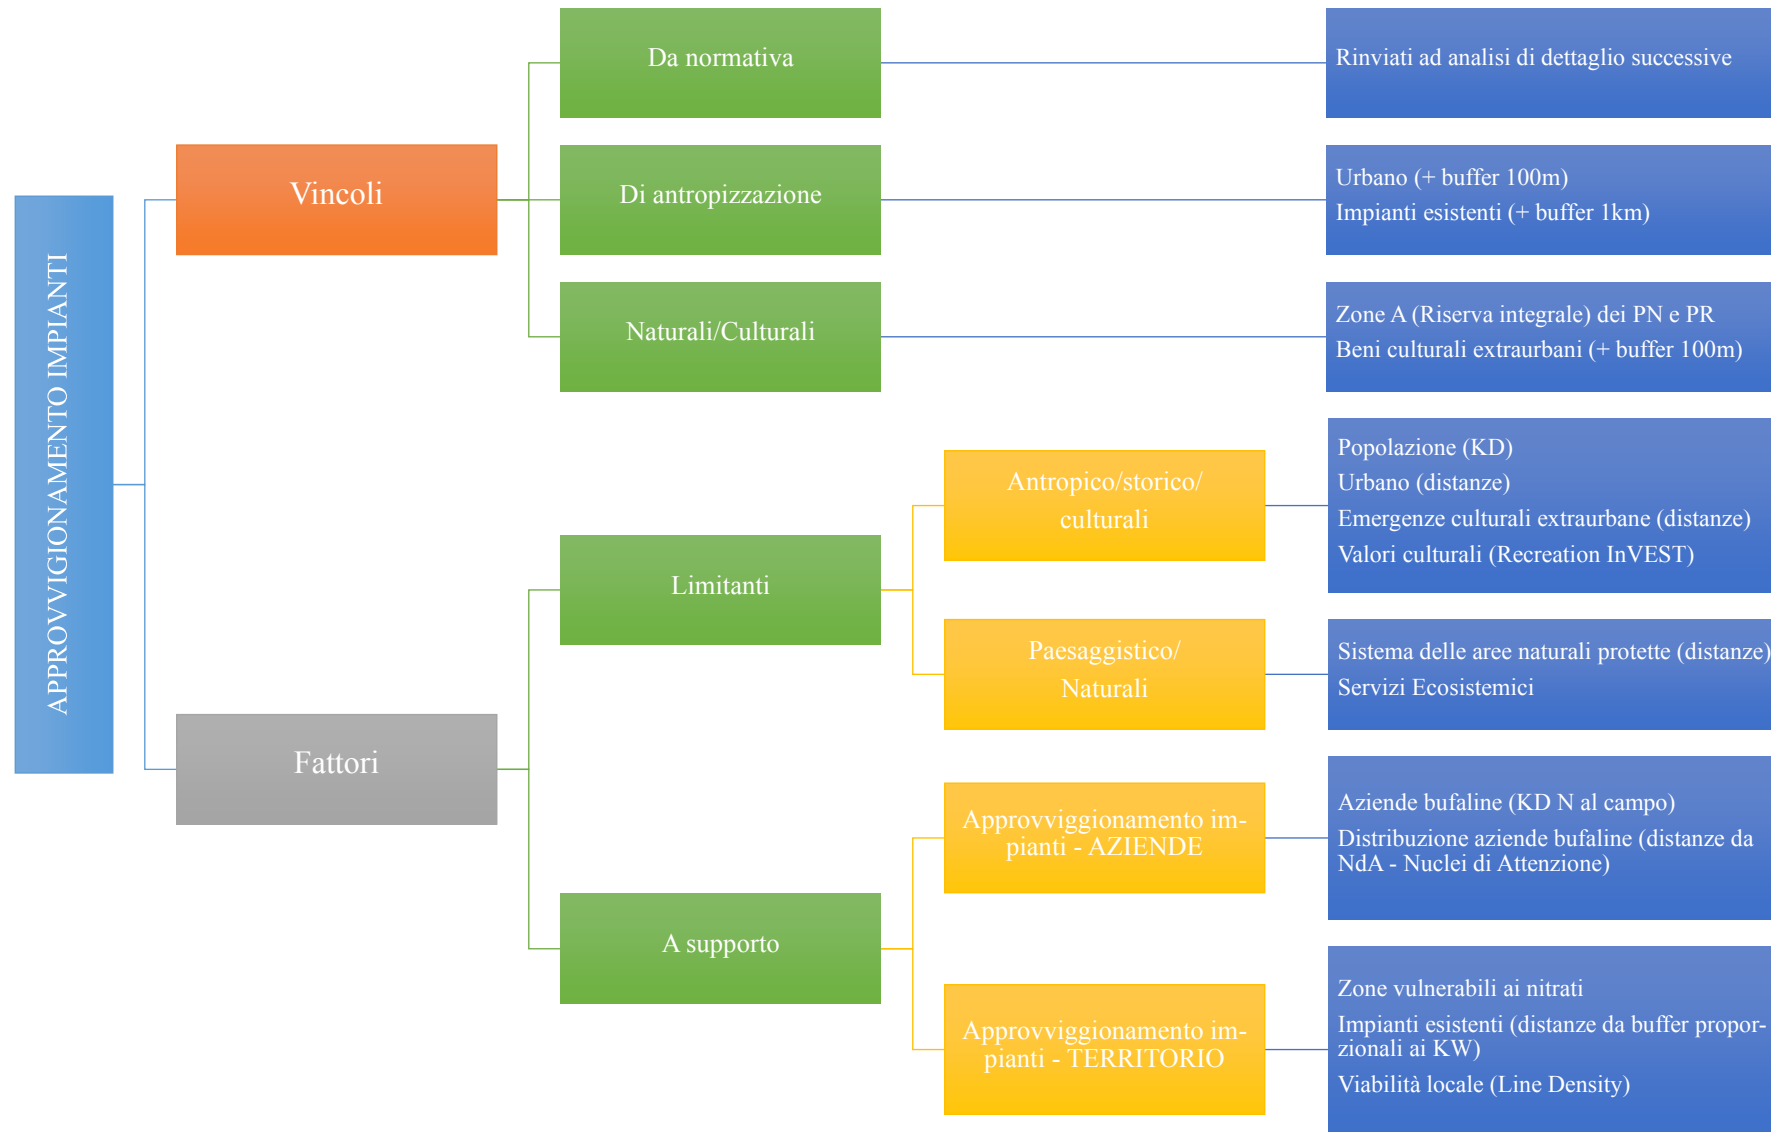 APPROVVIGIONAMENTO IMPIANTI
Vincoli
Da normativa
Rinviati ad analisi di dettaglio successive
Di antropizzazione
Urbano (+ buffer 100m)
Impianti esistenti (+ buffer 1km)
Naturali/Culturali
Zone A (Riserva integrale) dei PN e PR
Beni culturali extraurbani (+ buffer 100m)
Fattori
Limitanti
Antropico/storico/
culturali
Popolazione (KD)
Urbano (distanze)
Emergenze culturali extraurbane (distanze)
Valori culturali (Recreation InVEST)
Paesaggistico/
Naturali
Sistema delle aree naturali protette (distanze)
Servizi Ecosistemici
A supporto
Approvviggionamento im-
pianti - AZIENDE
Aziende bufaline (KD N al campo)
Distribuzione aziende bufaline (distanze da
NdA - Nuclei di Attenzione)
Approvviggionamento im-
pianti - TERRITORIO
Zone vulnerabili ai nitrati
Impianti esistenti (distanze da buffer propor-
zionali ai KW)
Viabilità locale (Line Density)